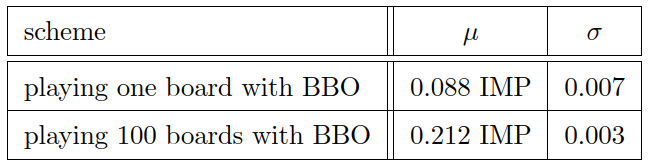 scheme μ σ
playing one board with BBO 0.088 IMP 0.007
playing 100 boards with BBO 0.212 IMP 0.003